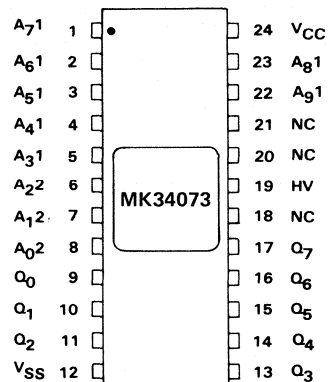 A₇1 1 24 VCC
A₆1 2 23 A₈1
A₅1 3 22 A₉1
A₄1 4 21 NC
A₃1 5 20 NC
A₂2 6 19 HV
MK34073
A₁2 7 18 NC
A₀2 8 17 Q₇
Q₀ 9 16 Q₆
Q₁ 10 15 Q₅
Q₂ 11 14 Q₄
VSS 12 13 Q₃